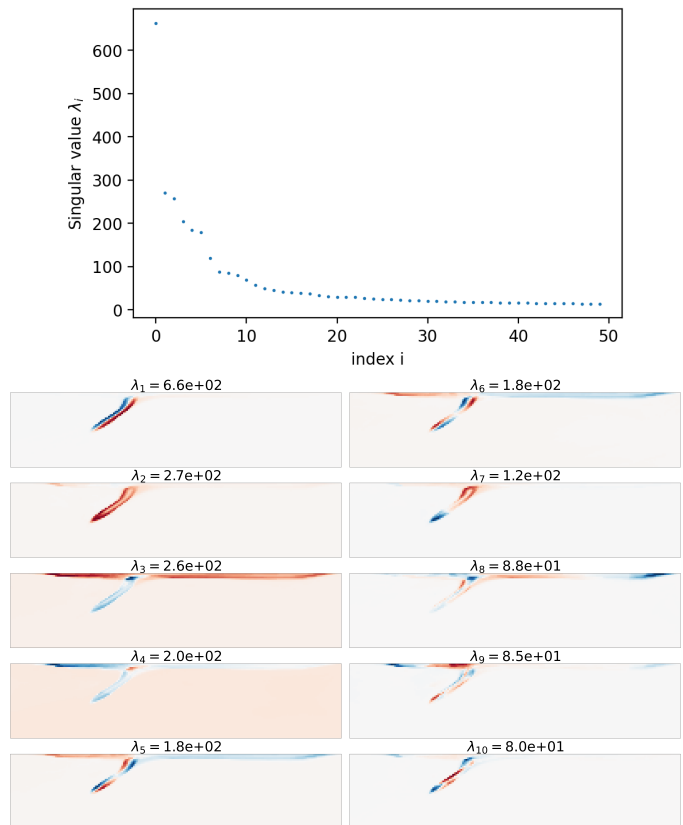 600
500
400
300
200
100
0
Singular value λᵢ
0 10 20 30 40 50
index i
λ₁ = 6.6e+02
λ₆ = 1.8e+02
λ₂ = 2.7e+02
λ₇ = 1.2e+02
λ₃ = 2.6e+02
λ₈ = 8.8e+01
λ₄ = 2.0e+02
λ₉ = 8.5e+01
λ₅ = 1.8e+02
λ₁₀ = 8.0e+01